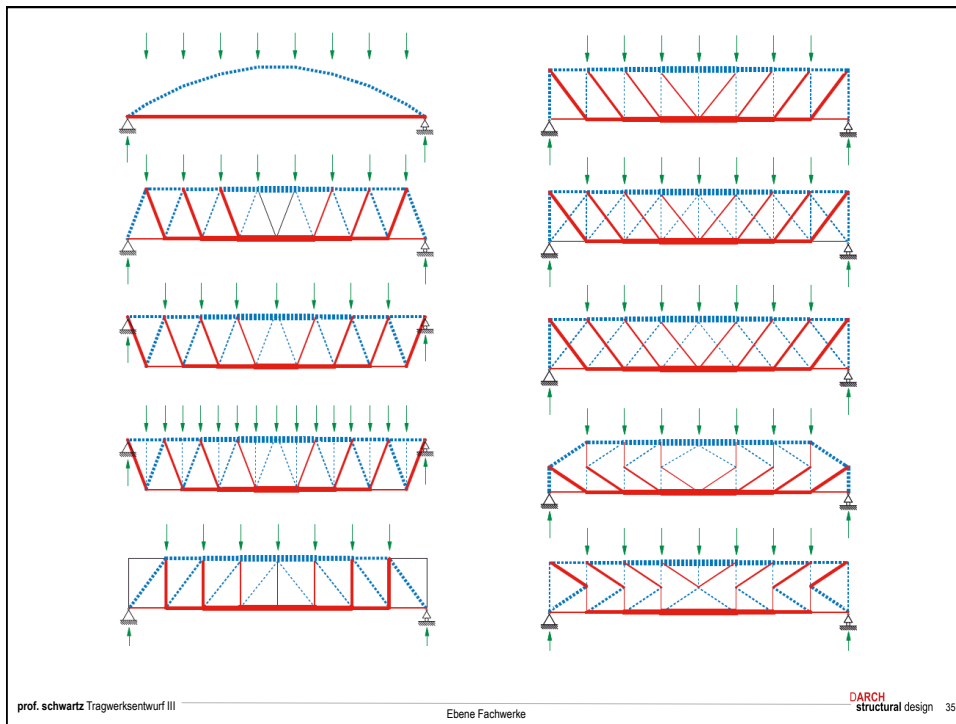 prof. schwartz Tragwerksentwurf III
Ebene Fachwerke
DARCH
structural design 35